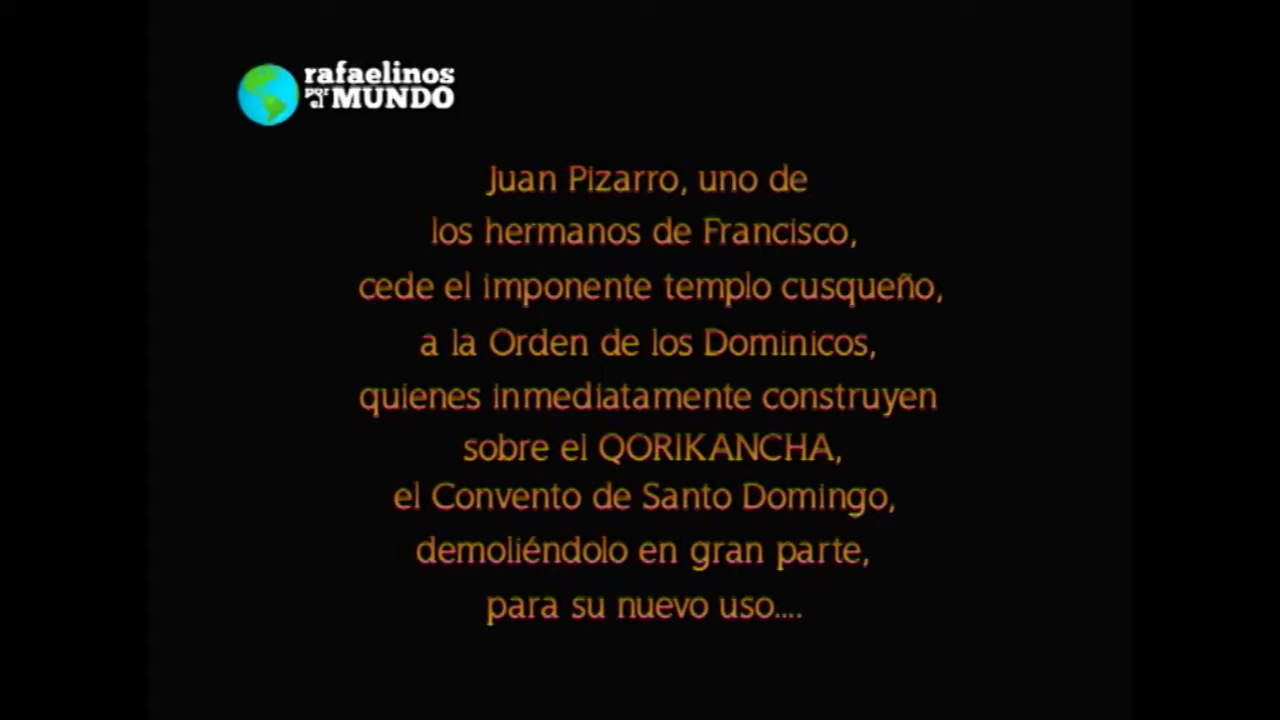 rafaelinos
por el MUNDO
Juan Pizarro, uno de
los hermanos de Francisco,
cede el imponente templo cusqueño,
a la Orden de los Dominicos,
quienes inmediatamente construyen
sobre el QORIKANCHA,
el Convento de Santo Domingo,
demoliéndolo en gran parte,
para su nuevo uso....